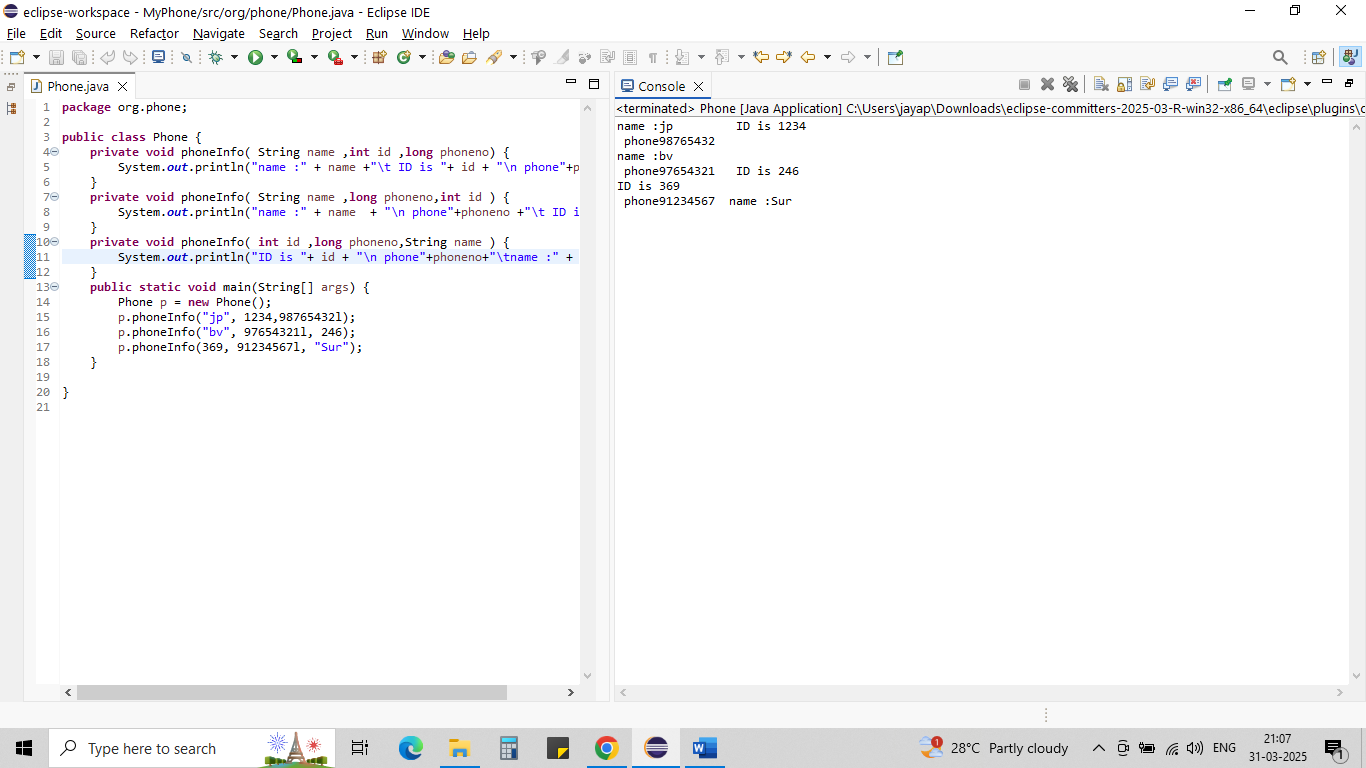 eclipse-workspace - MyPhone/src/org/phone/Phone.java - Eclipse IDE
File Edit Source Refactor Navigate Search Project Run Window Help
Phone.java
1 package org.phone;
2
3 public class Phone {
4 private void phoneInfo( String name ,int id ,long phoneno) {
5 System.out.println("name :" + name +"\t ID is "+ id + "\n phone"+p
6 }
7 private void phoneInfo( String name ,long phoneno,int id ) {
8 System.out.println("name :" + name  + "\n phone"+phoneno +"\t ID i
9 }
10 private void phoneInfo( int id ,long phoneno,String name ) {
11 System.out.println("ID is "+ id + "\n phone"+phoneno+"\tname :" +
12 }
13 public static void main(String[] args) {
14 Phone p = new Phone();
15 p.phoneInfo("jp", 1234,98765432l);
16 p.phoneInfo("bv", 97654321l, 246);
17 p.phoneInfo(369, 91234567l, "Sur");
18 }
19
20 }
21
Console
<terminated> Phone [Java Application] C:\Users\jayap\Downloads\eclipse-committers-2025-03-R-win32-x86_64\eclipse\plugins\
name :jp ID is 1234
phone98765432
name :bv
phone97654321 ID is 246
ID is 369
phone91234567 name :Sur
Type here to search
1
28°C Partly cloudy
ENG
21:07
31-03-2025
1